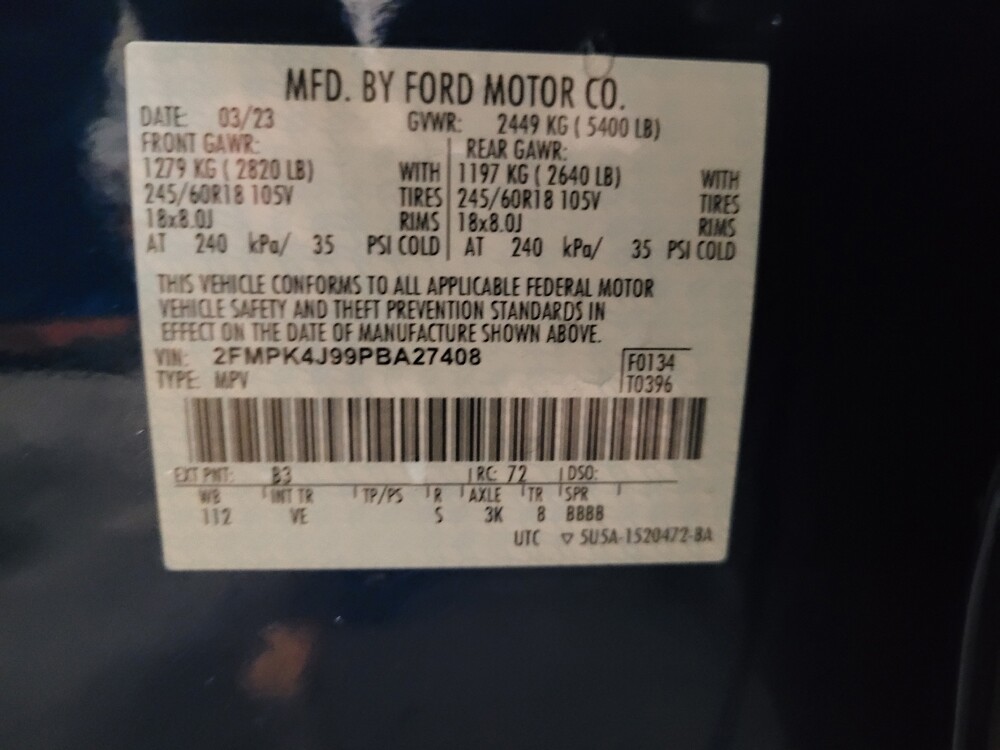 MFD. BY FORD MOTOR CO.
DATE: 03/23 GVWR: 2449 KG ( 5400 LB)
FRONT GAWR: REAR GAWR:
1279 KG ( 2820 LB) WITH 1197 KG ( 2640 LB) WITH
245/60R18 105V TIRES 245/60R18 105V TIRES
18x8.0J RIMS 18x8.0J RIMS
AT 240 kPa/ 35 PSI COLD AT 240 kPa/ 35 PSI COLD
THIS VEHICLE CONFORMS TO ALL APPLICABLE FEDERAL MOTOR
VEHICLE SAFETY AND THEFT PREVENTION STANDARDS IN
EFFECT ON THE DATE OF MANUFACTURE SHOWN ABOVE.
VIN: 2FMPK4J99PBA27408 F0134
TYPE: MPV T0396
EXT PNT: B3 RC: 72 DSO:
WB INT TR TP/PS R AXLE TR SPR
112 VE S 3K 8 BBBB
UTC ▽ 5U5A-1520472-BA